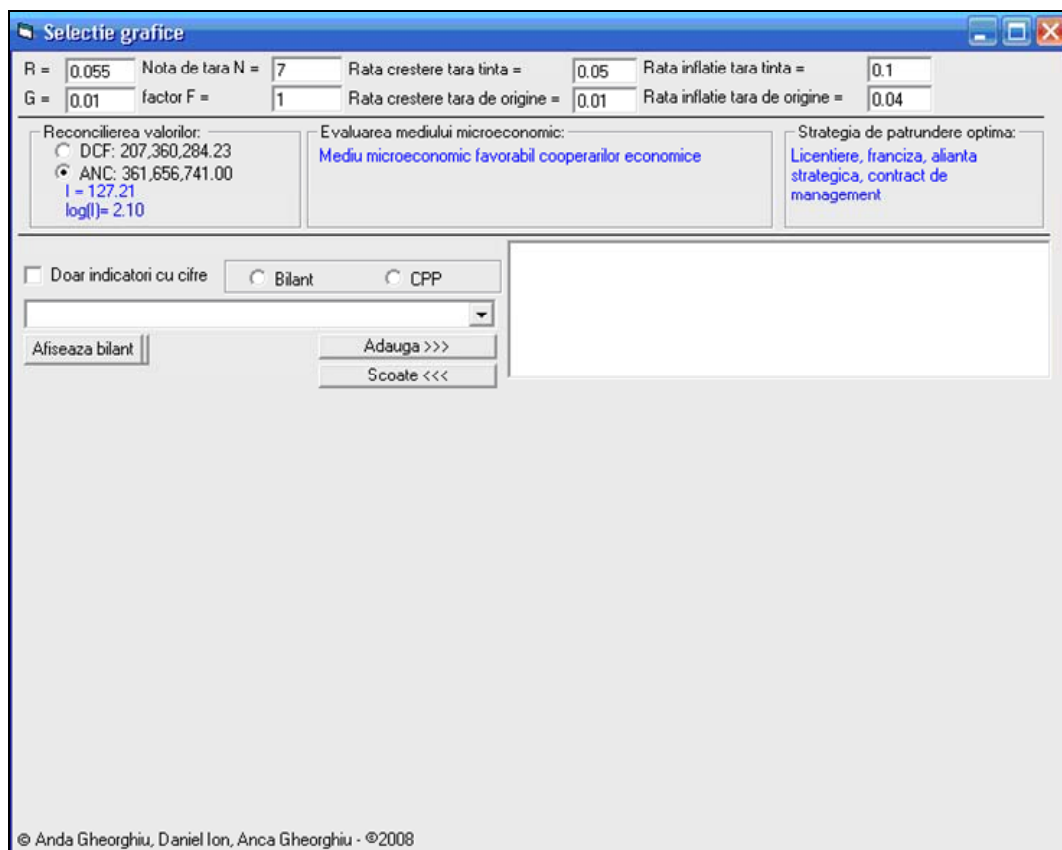 Selectie grafice
R = 0.055 Nota de tara N = 7 Rata crestere tara tinta = 0.05 Rata inflatie tara tinta = 0.1
G = 0.01 factor F = 1 Rata crestere tara de origine = 0.01 Rata inflatie tara de origine = 0.04
Reconcilierea valorilor:
DCF: 207,360,284.23
ANC: 361,656,741.00
I = 127.21
log(I)= 2.10
Evaluarea mediului microeconomic:
Mediu microeconomic favorabil cooperarilor economice
Strategia de patrundere optima:
Licentiere, franciza, alianta
strategica, contract de
management
Doar indicatori cu cifre Bilant CPP
Afiseaza bilant
Adauga >>>
Scoate <<<
© Anda Gheorghiu, Daniel Ion, Anca Gheorghiu - ©2008